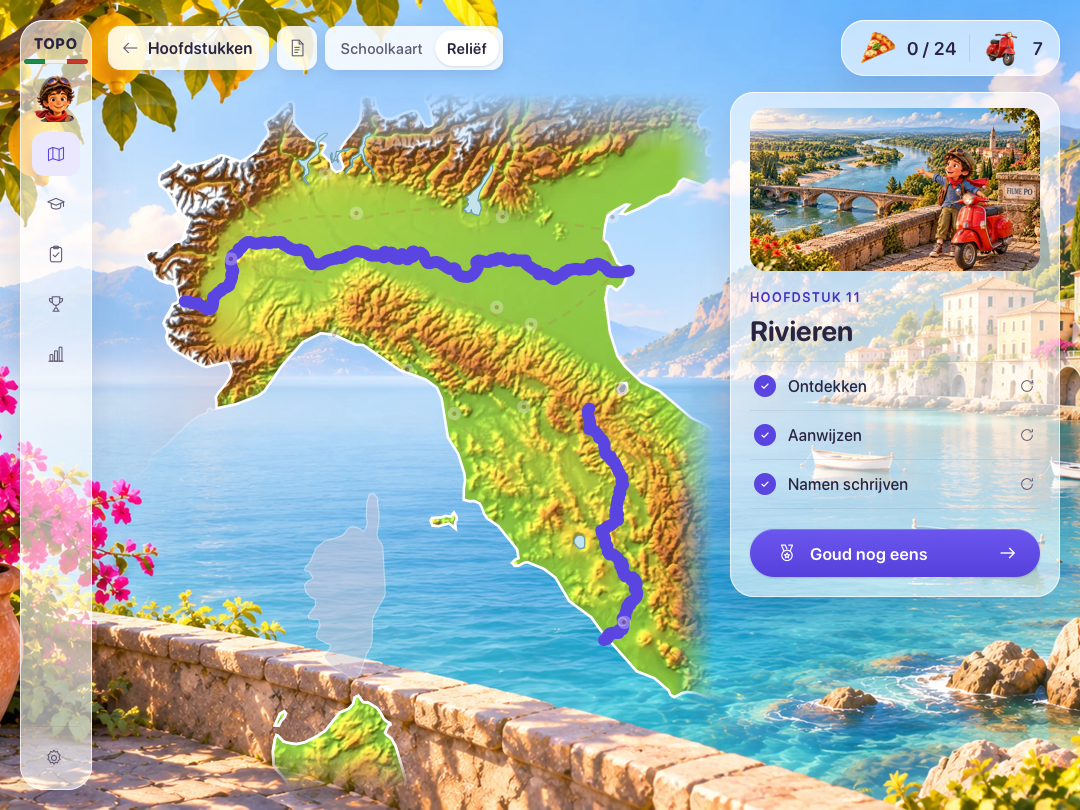 TOPO
Hoofdstukken
Schoolkaart
Reliëf
0 / 24
7
FIUME PO
HOOFDSTUK 11
Rivieren
Ontdekken
Aanwijzen
Namen schrijven
Goud nog eens